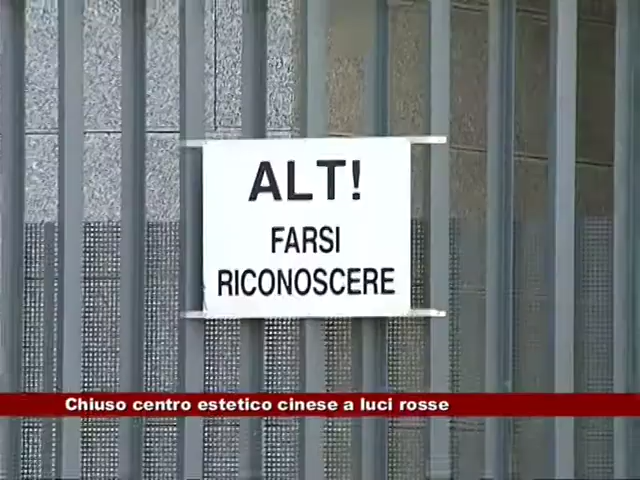 ALT!
FARSI
RICONOSCERE
Chiuso centro estetico cinese a luci rosse